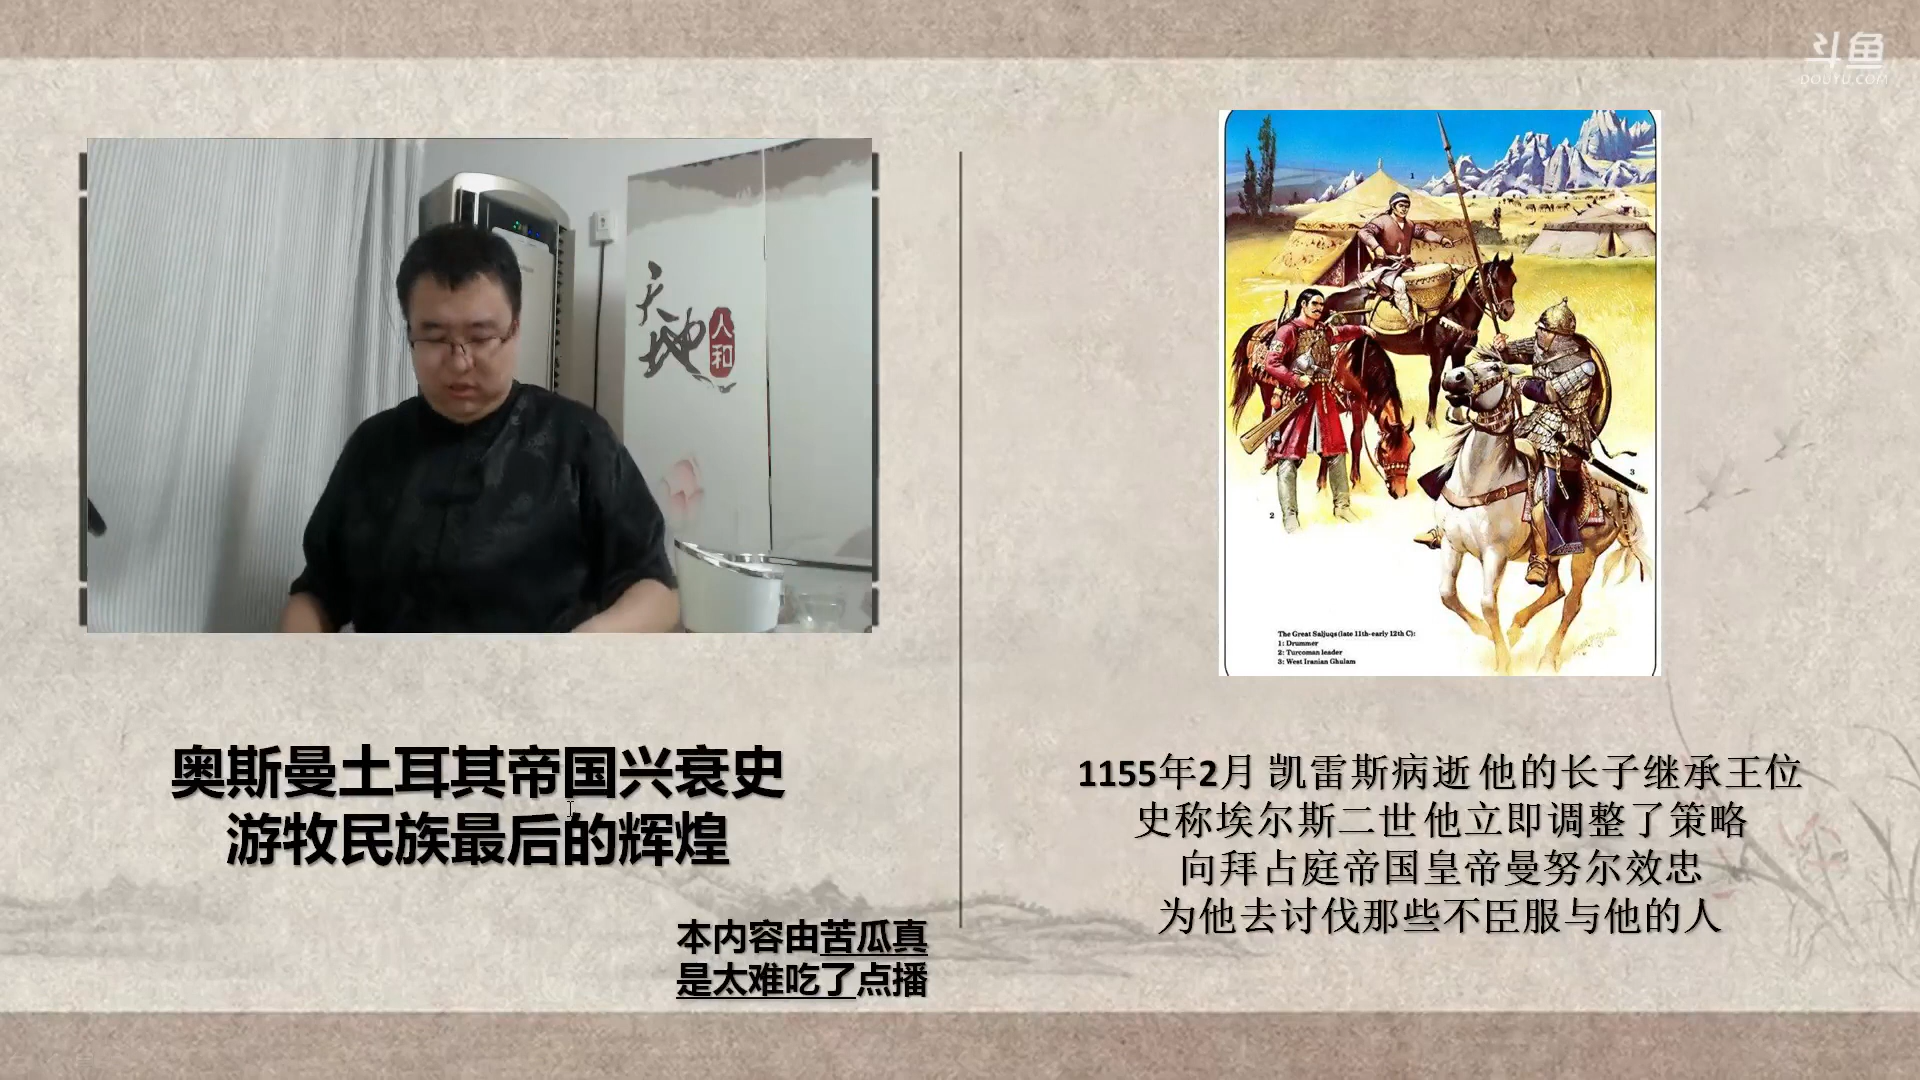 斗鱼
DOUYU.COM
天地
人和
1
2
3
The Great Saljuqs (late 11th-early 12th C):
1: Drummer
2: Turcoman leader
3: West Iranian Ghulam
奥斯曼土耳其帝国兴衰史
游牧民族最后的辉煌
本内容由苦瓜真
是太难吃了点播
1155年2月 凯雷斯病逝 他的长子继承王位
史称埃尔斯二世 他立即调整了策略
向拜占庭帝国皇帝曼努尔效忠
为他去讨伐那些不臣服与他的人